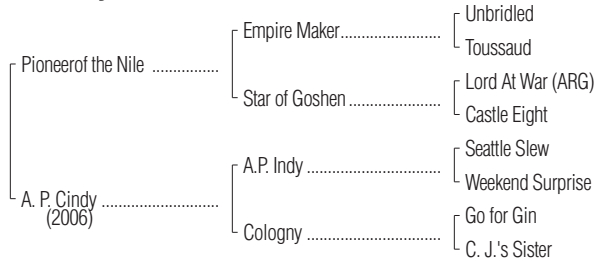 Unbridled
Empire Maker....................
Toussaud
Pioneerof the Nile ................
Lord At War (ARG)
Star of Goshen ......................
Castle Eight
Seattle Slew
A.P. Indy ................................
Weekend Surprise
A. P. Cindy ............................
(2006)
Go for Gin
Cologny ................................
C. J.'s Sister